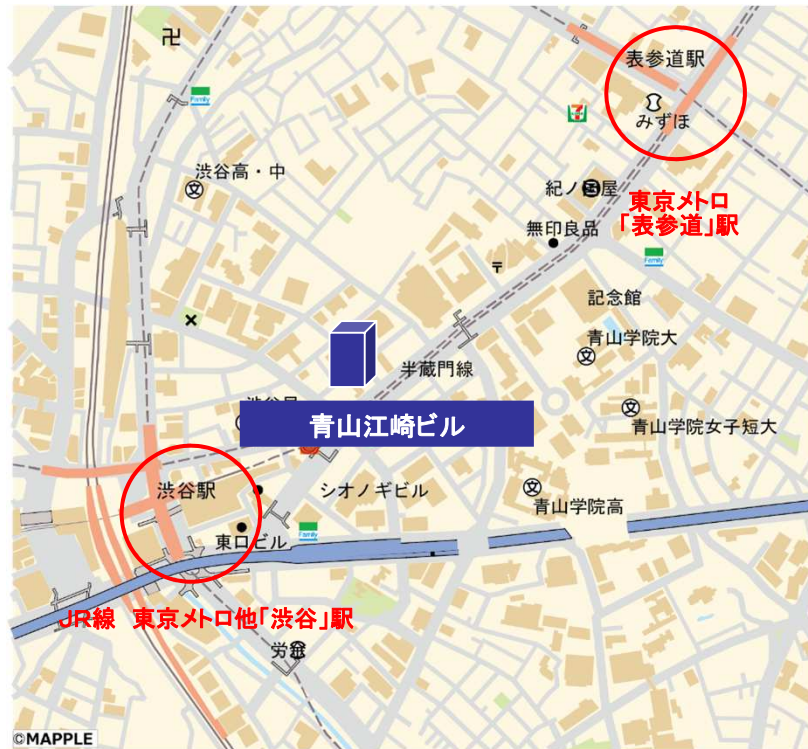 表参道駅
みずほ
渋谷高・中
紀ノ国屋
東京メトロ
「表参道」駅
無印良品
Family
Family
記念館
青山学院大
半蔵門線
青山江崎ビル
青山学院女子短大
渋谷駅
シオノギビル
青山学院高
東口ビル
Family
JR線 東京メトロ他「渋谷」駅
©MAPPLE